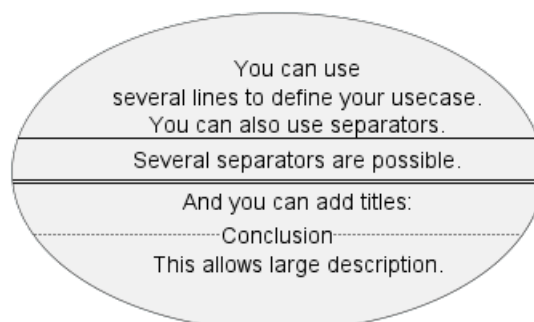 You can use
several lines to define your usecase.
You can also use separators.
Several separators are possible.
And you can add titles:
Conclusion
This allows large description.